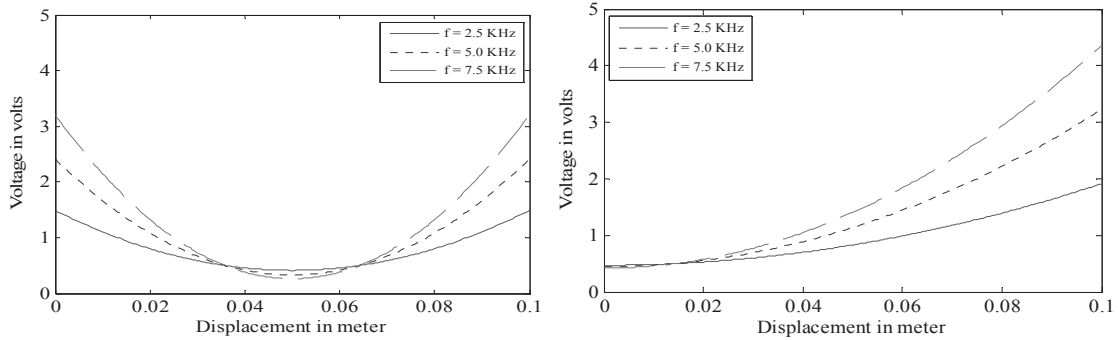 5
4
3
2
1
0
Voltage in volts
f = 2.5 KHz
f = 5.0 KHz
f = 7.5 KHz
0
0.02
0.04
0.06
0.08
0.1
Displacement in meter
5
4
3
2
1
0
Voltage in volts
f = 2.5 KHz
f = 5.0 KHz
f = 7.5 KHz
0
0.02
0.04
0.06
0.08
0.1
Displacement in meter